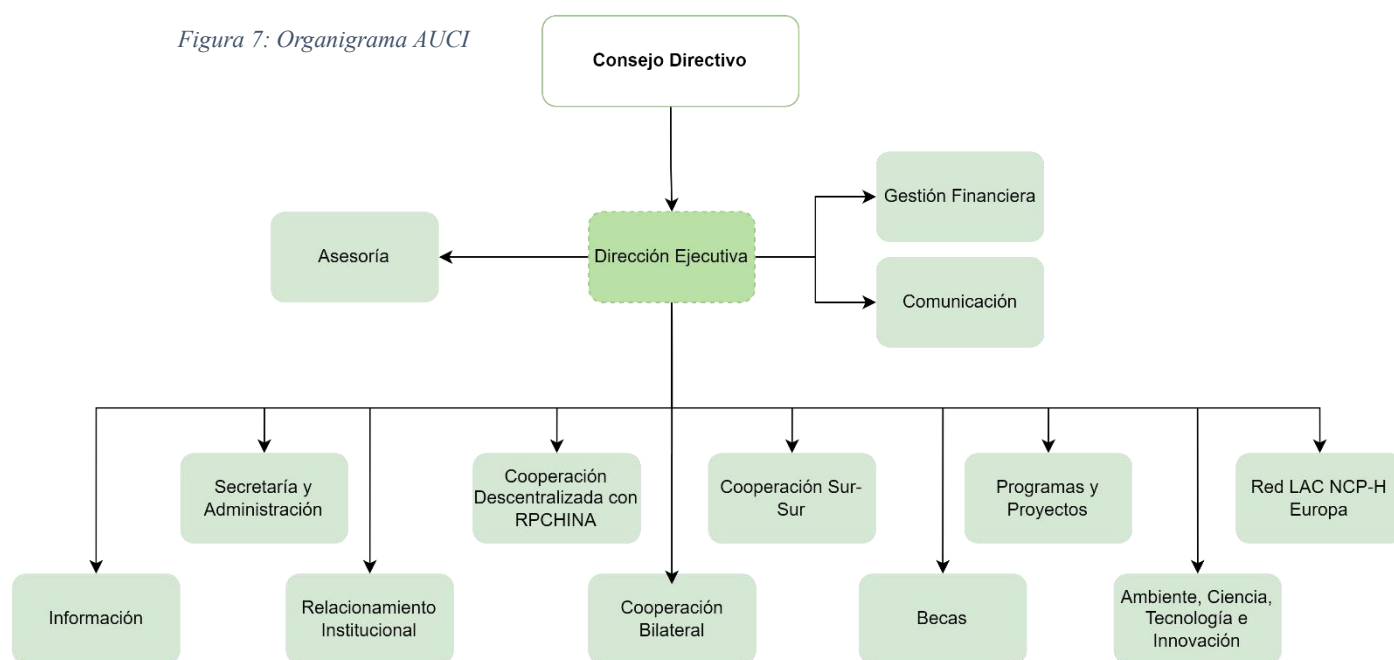 Figura 7: Organigrama AUCI
Consejo Directivo
Gestión Financiera
Asesoría
Dirección Ejecutiva
Comunicación
Secretaría y
Administración
Cooperación
Descentralizada con
RPCHINA
Cooperación Sur-
Sur
Programas y
Proyectos
Red LAC NCP-H
Europa
Información
Relacionamiento
Institucional
Cooperación
Bilateral
Becas
Ambiente, Ciencia,
Tecnología e
Innovación